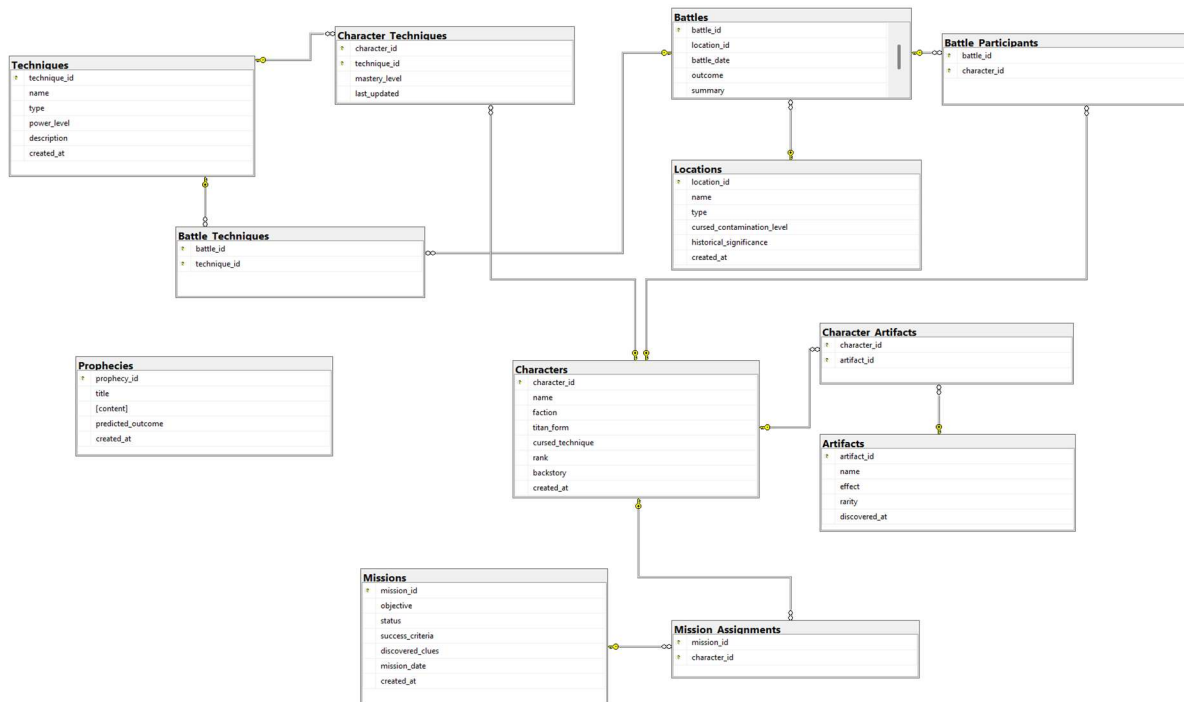 Techniques
technique_id
name
type
power_level
description
created_at
Character_Techniques
character_id
technique_id
mastery_level
last_updated
Battles
battle_id
location_id
battle_date
outcome
summary
Battle_Participants
battle_id
character_id
Locations
location_id
name
type
cursed_contamination_level
historical_significance
created_at
Battle_Techniques
battle_id
technique_id
Prophecies
prophecy_id
title
[content]
predicted_outcome
created_at
Characters
character_id
name
faction
titan_form
cursed_technique
rank
backstory
created_at
Character_Artifacts
character_id
artifact_id
Artifacts
artifact_id
name
effect
rarity
discovered_at
Missions
mission_id
objective
status
success_criteria
discovered_clues
mission_date
created_at
Mission_Assignments
mission_id
character_id